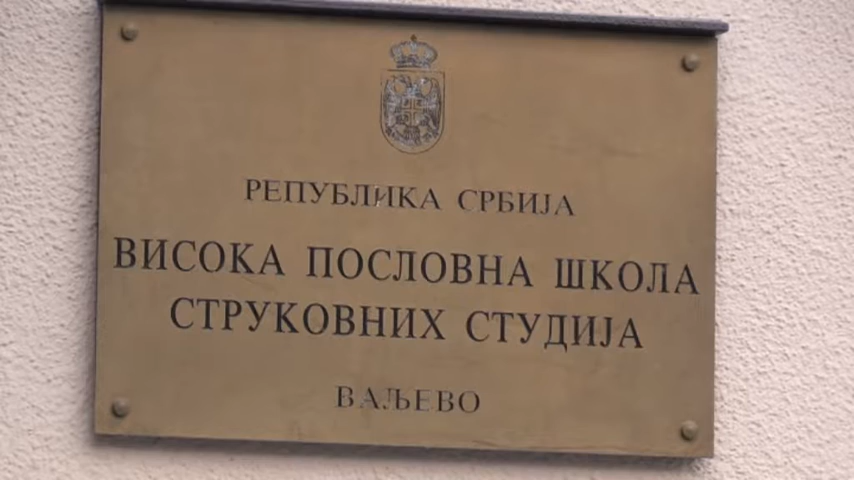 РЕПУБЛИКА СРБИЈА
ВИСОКА ПОСЛОВНА ШКОЛА
СТРУКОВНИХ СТУДИЈА
ВАЉЕВО